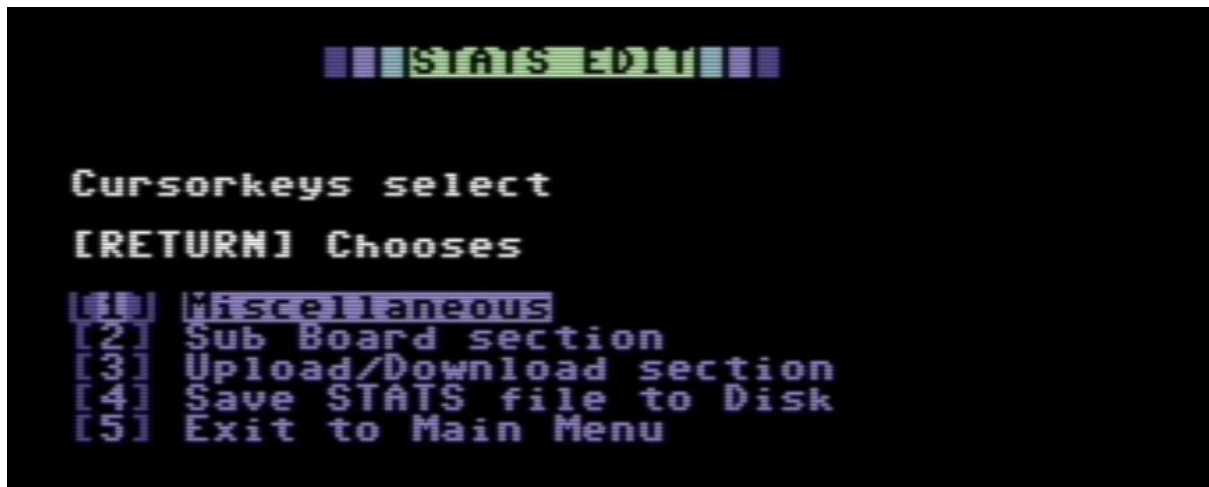 STATS EDIT
Cursorkeys select
[RETURN] Chooses
[1] Miscellaneous
[2] Sub Board section
[3] Upload/Download section
[4] Save STATS file to Disk
[5] Exit to Main Menu